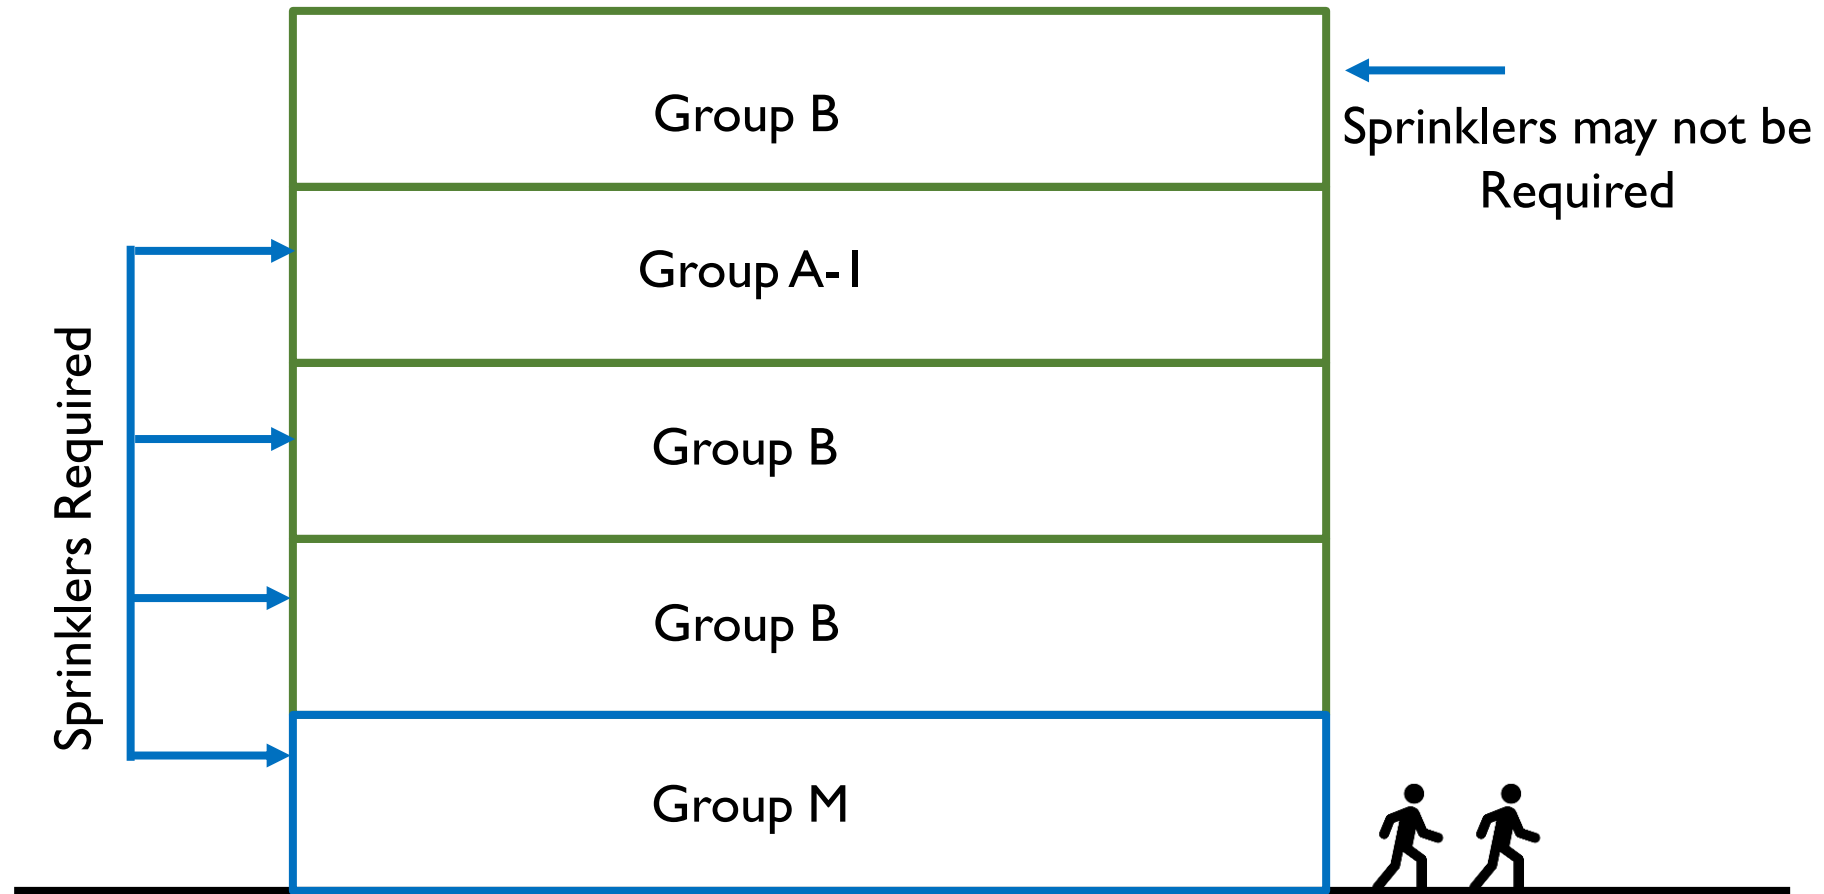 Group B
Sprinklers may not be
Required
Group A-1
Group B
Group B
Group M
Sprinklers Required